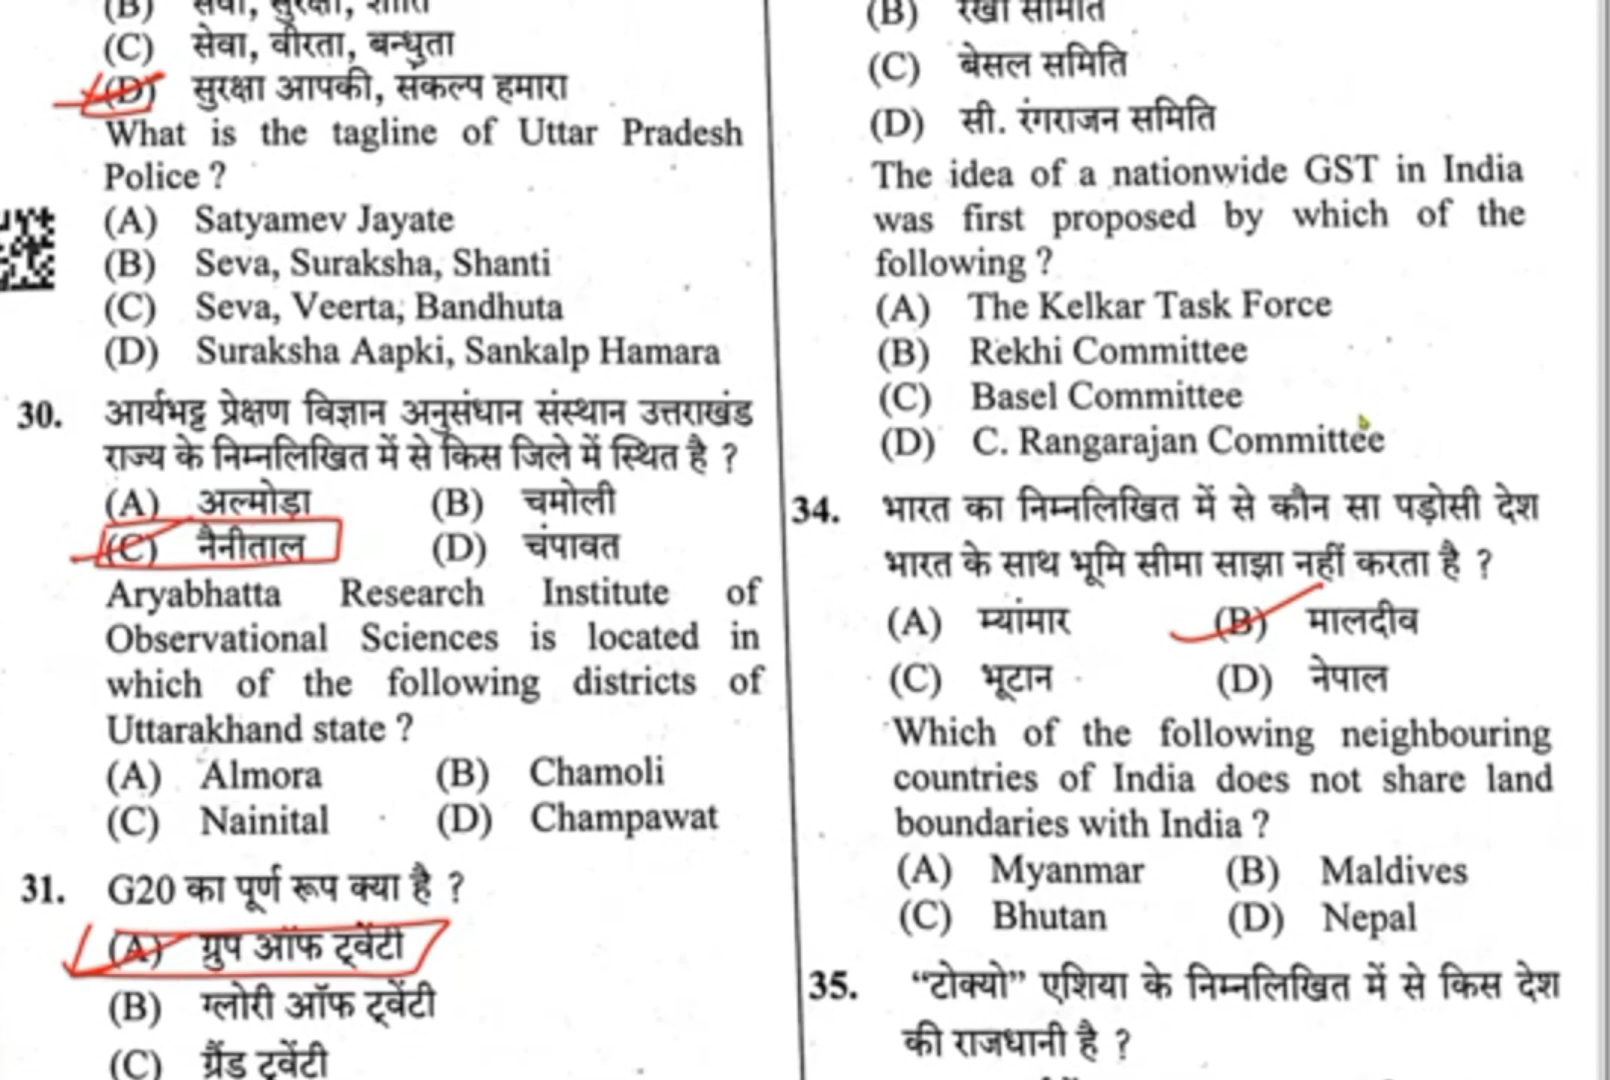 (B) सेवा, सुरक्षा, शांति
(C) सेवा, वीरता, बन्धुता
(D) सुरक्षा आपकी, संकल्प हमारा
What is the tagline of Uttar Pradesh
Police ?
(A) Satyamev Jayate
(B) Seva, Suraksha, Shanti
(C) Seva, Veerta, Bandhuta
(D) Suraksha Aapki, Sankalp Hamara
30. आर्यभट्ट प्रेक्षण विज्ञान अनुसंधान संस्थान उत्तराखंड
राज्य के निम्नलिखित में से किस जिले में स्थित है ?
(A) अल्मोड़ा (B) चमोली
(C) नैनीताल (D) चंपावत
Aryabhatta Research Institute of
Observational Sciences is located in
which of the following districts of
Uttarakhand state ?
(A) Almora (B) Chamoli
(C) Nainital (D) Champawat
31. G20 का पूर्ण रूप क्या है ?
(A) ग्रुप ऑफ ट्वेंटी
(B) ग्लोरी ऑफ ट्वेंटी
(C) ग्रैंड ट्वेंटी
(B) रेखी समिति
(C) बेसल समिति
(D) सी. रंगराजन समिति
The idea of a nationwide GST in India
was first proposed by which of the
following ?
(A) The Kelkar Task Force
(B) Rekhi Committee
(C) Basel Committee
(D) C. Rangarajan Committee
34. भारत का निम्नलिखित में से कौन सा पड़ोसी देश
भारत के साथ भूमि सीमा साझा नहीं करता है ?
(A) म्यांमार (B) मालदीव
(C) भूटान (D) नेपाल
Which of the following neighbouring
countries of India does not share land
boundaries with India ?
(A) Myanmar (B) Maldives
(C) Bhutan (D) Nepal
35. “टोक्यो” एशिया के निम्नलिखित में से किस देश
की राजधानी है ?